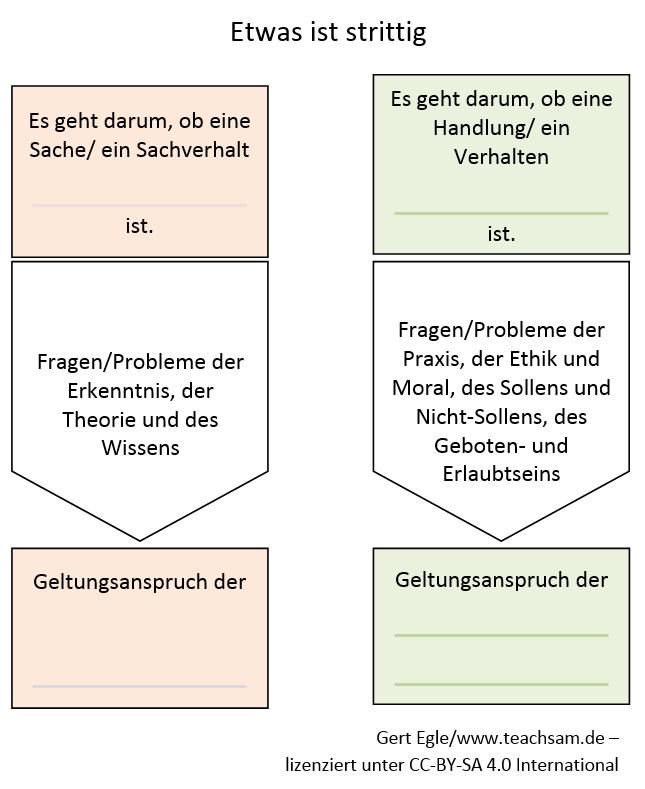 Etwas ist strittig
Es geht darum, ob eine
Sache/ ein Sachverhalt
ist.
Fragen/Probleme der
Erkenntnis, der
Theorie und des
Wissens
Geltungsanspruch der
Es geht darum, ob eine
Handlung/ ein
Verhalten
ist.
Fragen/Probleme der
Praxis, der Ethik und
Moral, des Sollens und
Nicht-Sollens, des
Geboten- und
Erlaubtseins
Geltungsanspruch der
Gert Egle/www.teachsam.de –
lizenziert unter CC-BY-SA 4.0 International